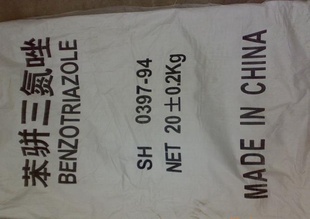 苯骈三氮唑
BENZOTRIAZOLE
SH 0397-94
NET 20±0.2Kg
MADE IN CHINA